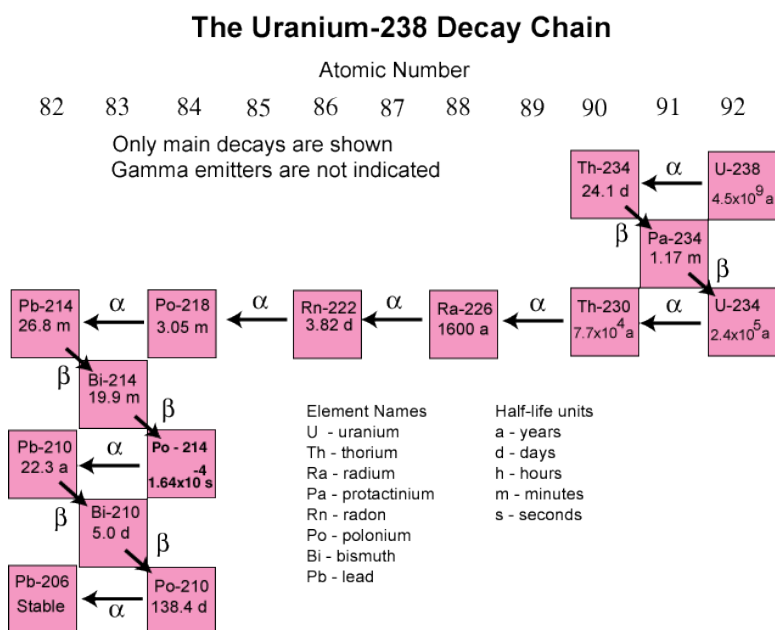 The Uranium-238 Decay Chain
Atomic Number
82 83 84 85 86 87 88 89 90 91 92
Only main decays are shown
Gamma emitters are not indicated
Th-234
24.1 d
α
U-238
4.5x10⁹ a
β
Pa-234
1.17 m
β
Pb-214
26.8 m
α
Po-218
3.05 m
α
Rn-222
3.82 d
α
Ra-226
1600 a
α
Th-230
7.7x10⁴ a
α
U-234
2.4x10⁵ a
β
Bi-214
19.9 m
β
Pb-210
22.3 a
α
Po - 214
-4
1.64x10 s
β
Bi-210
5.0 d
β
Pb-206
Stable
α
Po-210
138.4 d
Element Names
U - uranium
Th - thorium
Ra - radium
Pa - protactinium
Rn - radon
Po - polonium
Bi - bismuth
Pb - lead
Half-life units
a - years
d - days
h - hours
m - minutes
s - seconds